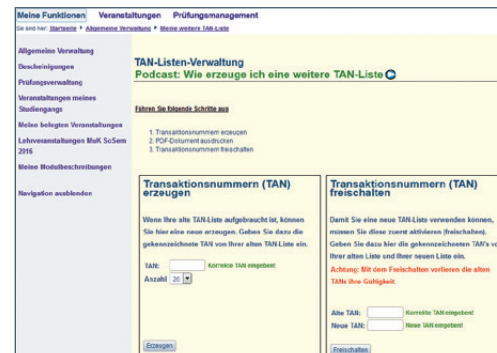 Meine Funktionen Veranstaltungen Prüfungsmanagement
Sie sind hier: Startseite Allgemeine Verwaltung Meine weitere TAN-Liste
Allgemeine Verwaltung
Bescheinigungen
Prüfungsverwaltung
Veranstaltungen meines
Studiengangs
Meine belegten Veranstaltungen
Lehrveranstaltungen MuK SoSem
2016
Meine Modulbeschreibungen
Navigation ausblenden
TAN-Listen-Verwaltung
Podcast: Wie erzeuge ich eine weitere TAN-Liste
Führen Sie folgende Schritte aus
1. Transaktionsnummern erzeugen
2. PDF-Dokument ausdrucken
3. Transaktionsnummern freischalten
Transaktionsnummern (TAN)
erzeugen
Wenn Ihre alte TAN-Liste aufgebraucht ist, können
Sie hier eine neue erzeugen. Geben Sie dazu die
gekennzeichnete TAN von Ihrer alten TAN-Liste ein.
TAN: Korrekte TAN eingeben!
Anzahl 20
Erzeugen
Transaktionsnummern (TAN)
freischalten
Damit Sie eine neue TAN-Liste verwenden können,
müssen Sie diese zuerst aktivieren (freischalten).
Geben Sie dazu hier die gekennzeichneten TAN's vo
Ihrer alten Liste und Ihrer neuen Liste ein.
Achtung: Mit dem Freischalten verlieren die alten
TANs ihre Gültigkeit.
Alte TAN: Korrekte TAN eingeben!
Neue TAN: Neue TAN eingeben!
Freischalten